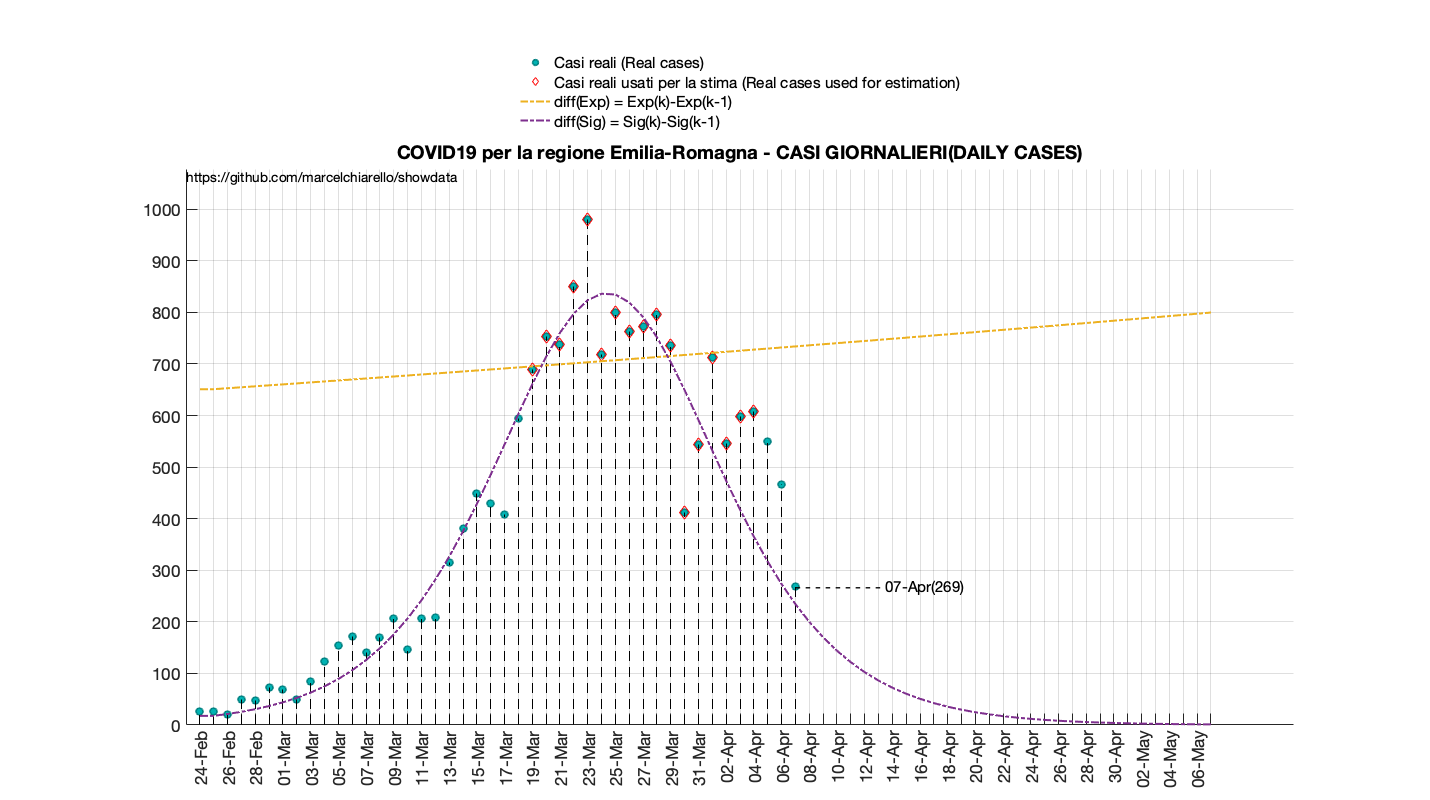 Casi reali (Real cases)
Casi reali usati per la stima (Real cases used for estimation)
diff(Exp) = Exp(k)-Exp(k-1)
diff(Sig) = Sig(k)-Sig(k-1)
COVID19 per la regione Emilia-Romagna - CASI GIORNALIERI(DAILY CASES)
https://github.com/marcelchiarello/showdata
1000
900
800
700
600
500
400
300
200
100
0
07-Apr(269)
24-Feb
26-Feb
28-Feb
01-Mar
03-Mar
05-Mar
07-Mar
09-Mar
11-Mar
13-Mar
15-Mar
17-Mar
19-Mar
21-Mar
23-Mar
25-Mar
27-Mar
29-Mar
31-Mar
02-Apr
04-Apr
06-Apr
08-Apr
10-Apr
12-Apr
14-Apr
16-Apr
18-Apr
20-Apr
22-Apr
24-Apr
26-Apr
28-Apr
30-Apr
02-May
04-May
06-May